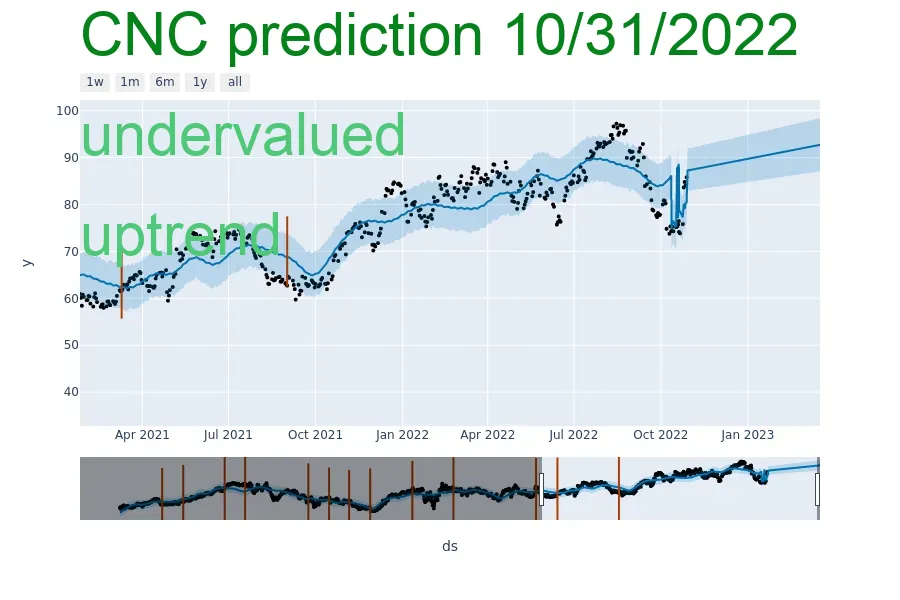 CNC prediction 10/31/2022
1w 1m 6m 1y all
100
undervalued
90
80
uptrend
70
y
60
50
40
Apr 2021 Jul 2021 Oct 2021 Jan 2022 Apr 2022 Jul 2022 Oct 2022 Jan 2023
ds